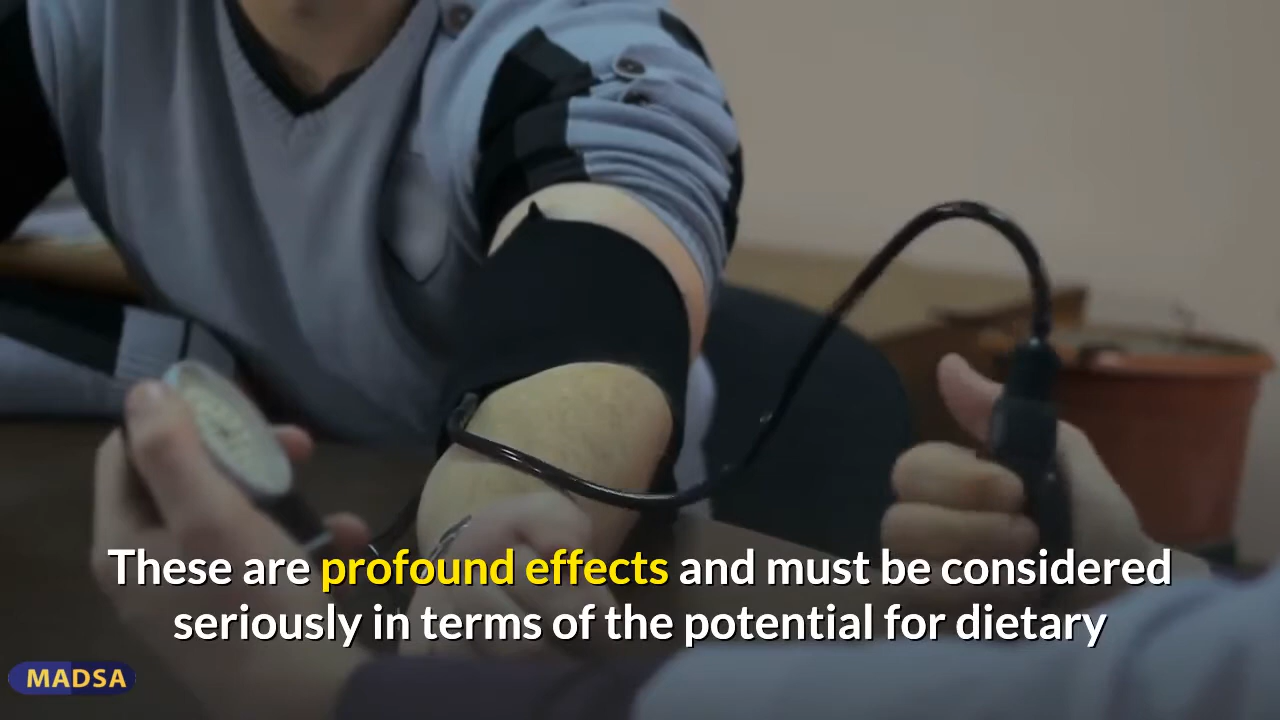 These are profound effects and must be considered
seriously in terms of the potential for dietary
MADSA